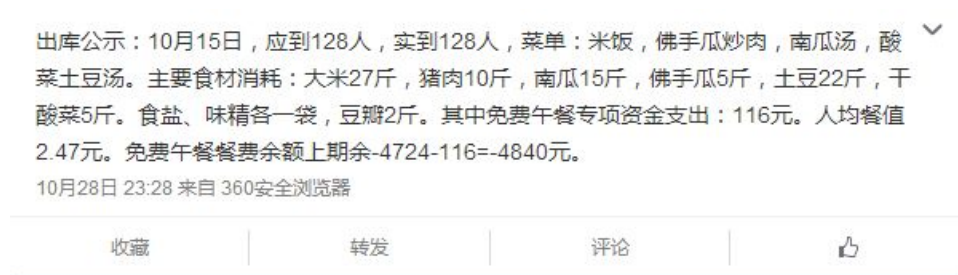 出库公示：10月15日，应到128人，实到128人，菜单：米饭，佛手瓜炒肉，南瓜汤，酸
菜土豆汤。主要食材消耗：大米27斤，猪肉10斤，南瓜15斤，佛手瓜5斤，土豆22斤，干
酸菜5斤。食盐、味精各一袋，豆瓣2斤。其中免费午餐专项资金支出：116元。人均餐值
2.47元。免费午餐餐费余额上期余-4724-116=-4840元。
10月28日 23:28 来自 360安全浏览器
收藏 转发 评论